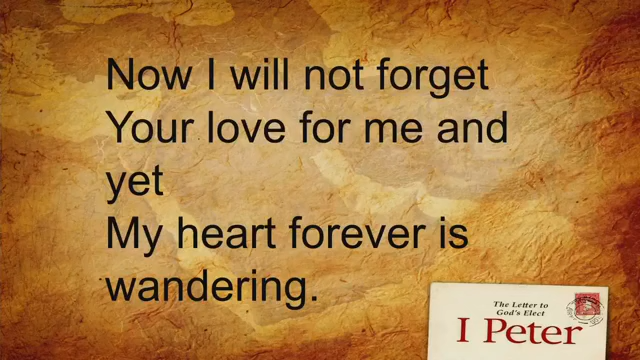 Now I will not forget
Your love for me and
yet
My heart forever is
wandering.
The Letter to
God's Elect
I Peter